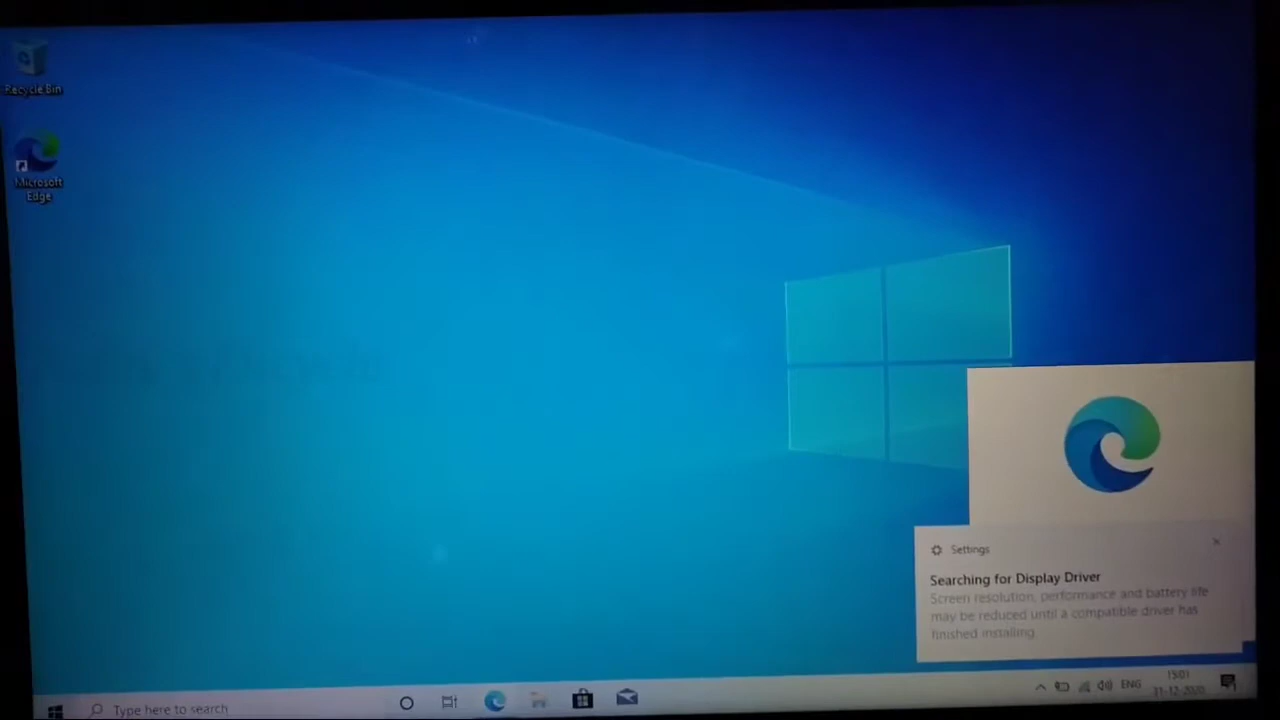 Recycle Bin
Microsoft
Edge
Settings
Searching for Display Driver
Screen resolution, performance and battery life
may be reduced until a compatible driver has
finished installing
Type here to search
ENG
15:01
31-12-2020